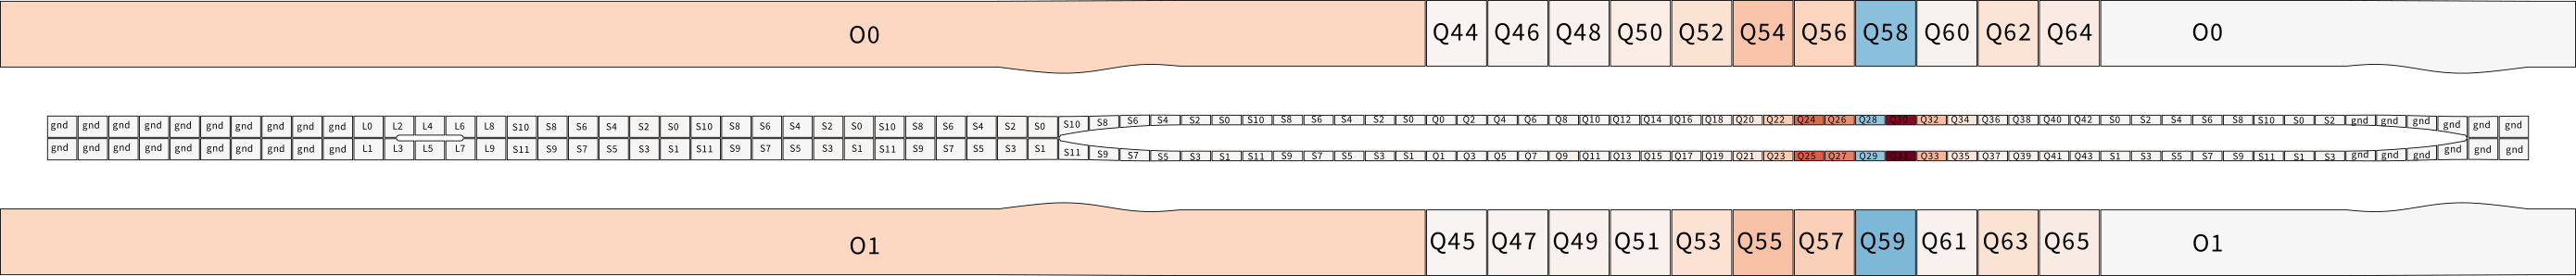 O0 Q44 Q46 Q48 Q50 Q52 Q54 Q56 Q58 Q60 Q62 Q64 O0
gnd gnd gnd gnd gnd gnd gnd gnd gnd gnd L0 L2 L4 L6 L8 S10 S8 S6 S4 S2 S0 S10 S8 S6 S4 S2 S0 S10 S8 S6 S4 S2 S0 S10 S8 S6 S4 S2 S0 S10 S8 S6 S4 S2 S0 Q0 Q2 Q4 Q6 Q8 Q10 Q12 Q14 Q16 Q18 Q20 Q22 Q24 Q26 Q28 Q30 Q32 Q34 Q36 Q38 Q40 Q42 S0 S2 S4 S6 S8 S10 S0 S2 gnd gnd gnd gnd gnd gnd
gnd gnd gnd gnd gnd gnd gnd gnd gnd gnd L1 L3 L5 L7 L9 S11 S9 S7 S5 S3 S1 S11 S9 S7 S5 S3 S1 S11 S9 S7 S5 S3 S1 S11 S9 S7 S5 S3 S1 S11 S9 S7 S5 S3 S1 Q1 Q3 Q5 Q7 Q9 Q11 Q13 Q15 Q17 Q19 Q21 Q23 Q25 Q27 Q29 Q31 Q33 Q35 Q37 Q39 Q41 Q43 S1 S3 S5 S7 S9 S11 S1 S3 gnd gnd gnd gnd gnd gnd
O1 Q45 Q47 Q49 Q51 Q53 Q55 Q57 Q59 Q61 Q63 Q65 O1